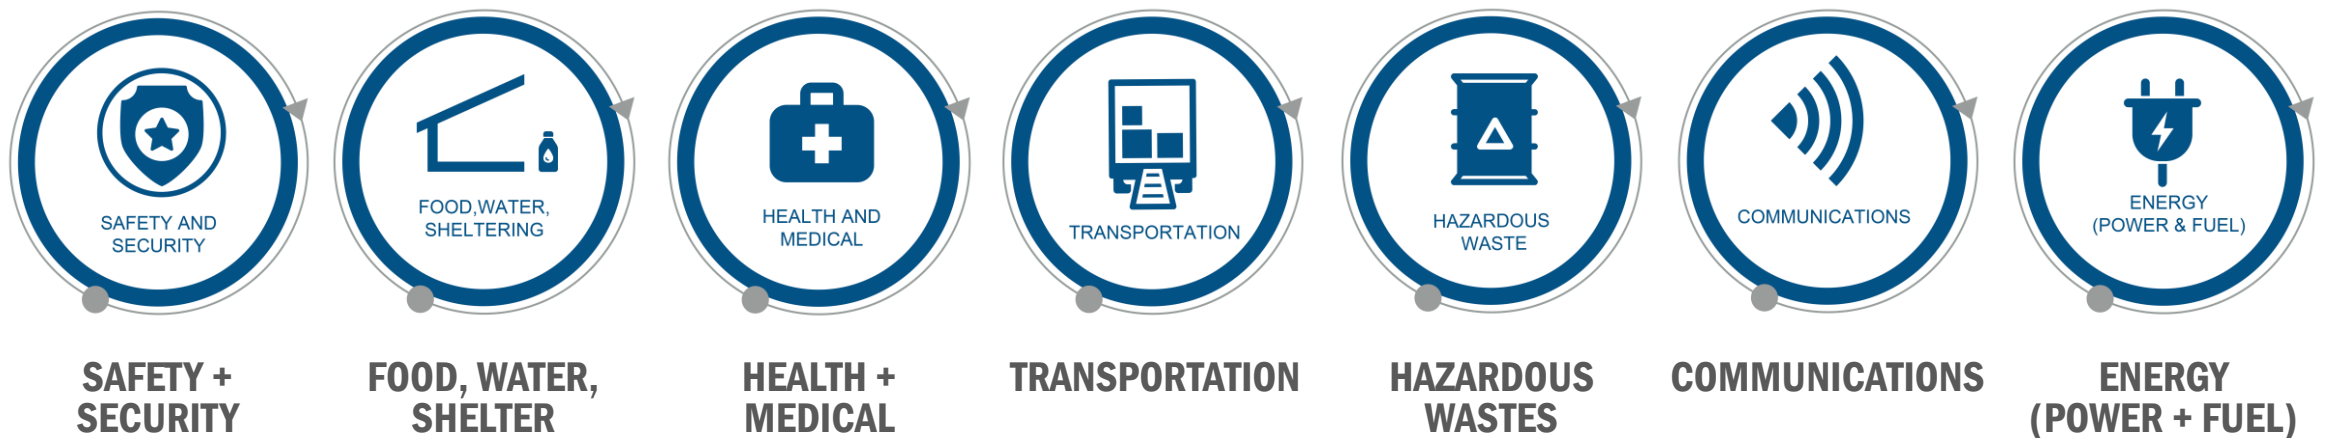 SAFETY AND
SECURITY
FOOD,WATER,
SHELTERING
HEALTH AND
MEDICAL
TRANSPORTATION
HAZARDOUS
WASTE
COMMUNICATIONS
ENERGY
(POWER & FUEL)
SAFETY +
SECURITY
FOOD, WATER,
SHELTER
HEALTH +
MEDICAL
TRANSPORTATION
HAZARDOUS
WASTES
COMMUNICATIONS
ENERGY
(POWER + FUEL)